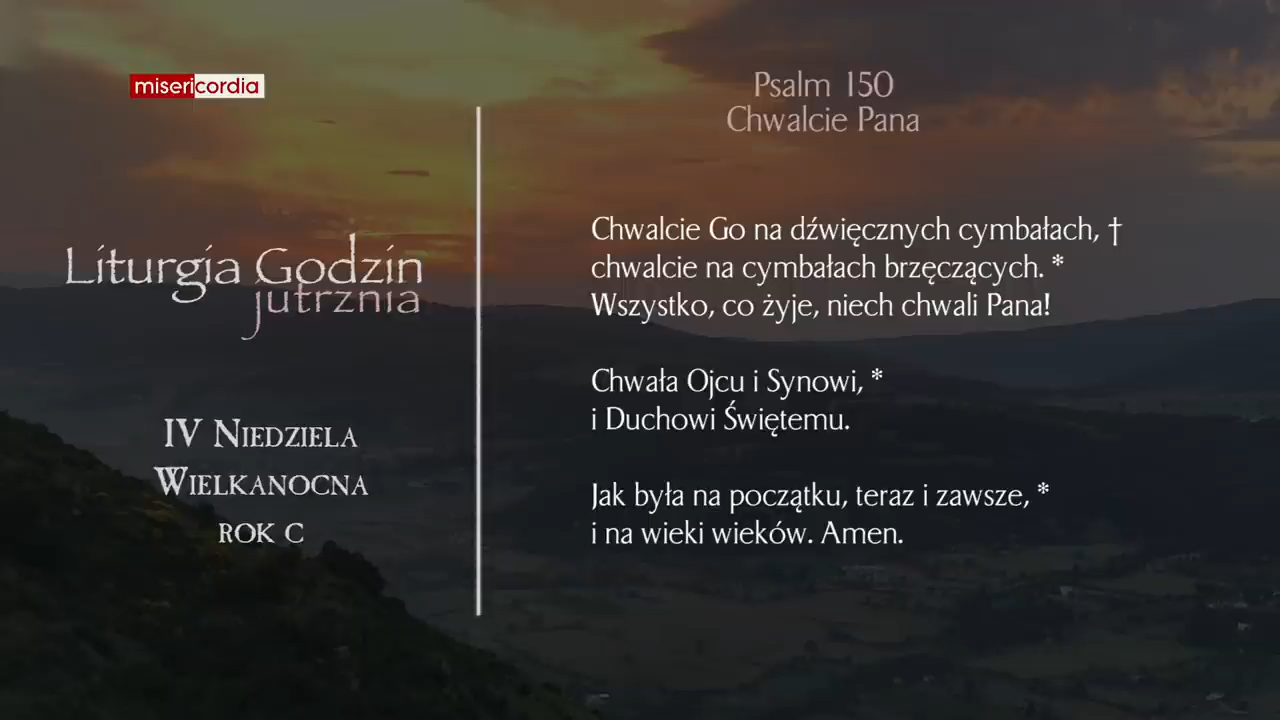 misericordia
Liturgia Godzin
jutrznia
IV Niedziela
Wielkanocna
rok C
Psalm 150
Chwalcie Pana
Chwalcie Go na dźwięcznych cymbałach, †
chwalcie na cymbałach brzęczących. *
Wszystko, co żyje, niech chwali Pana!
Chwała Ojcu i Synowi, *
i Duchowi Świętemu.
Jak była na początku, teraz i zawsze, *
i na wieki wieków. Amen.